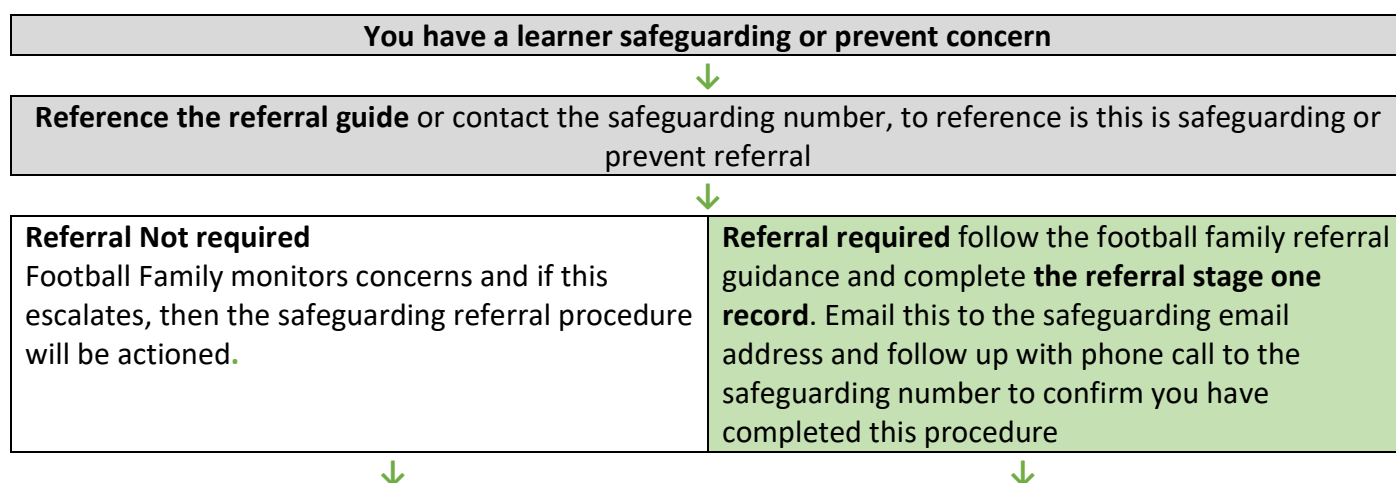 You have a learner safeguarding or prevent concern
↓
Reference the referral guide or contact the safeguarding number, to reference is this is safeguarding or
prevent referral
↓
Referral Not required
Football Family monitors concerns and if this
escalates, then the safeguarding referral procedure
will be actioned.
Referral required follow the football family referral
guidance and complete the referral stage one
record. Email this to the safeguarding email
address and follow up with phone call to the
safeguarding number to confirm you have
completed this procedure
↓ ↓